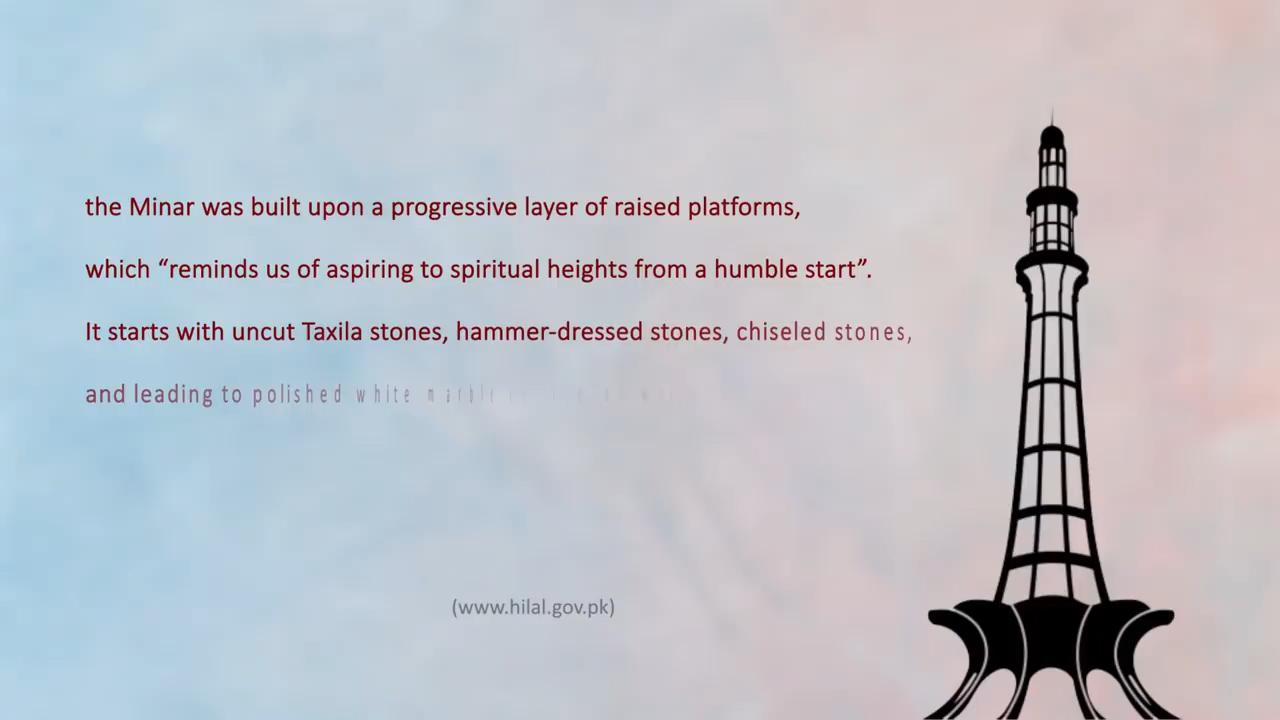 the Minar was built upon a progressive layer of raised platforms,
which “reminds us of aspiring to spiritual heights from a humble start”.
It starts with uncut Taxila stones, hammer-dressed stones, chiseled stones,
and leading to polished white marble
(www.hilal.gov.pk)